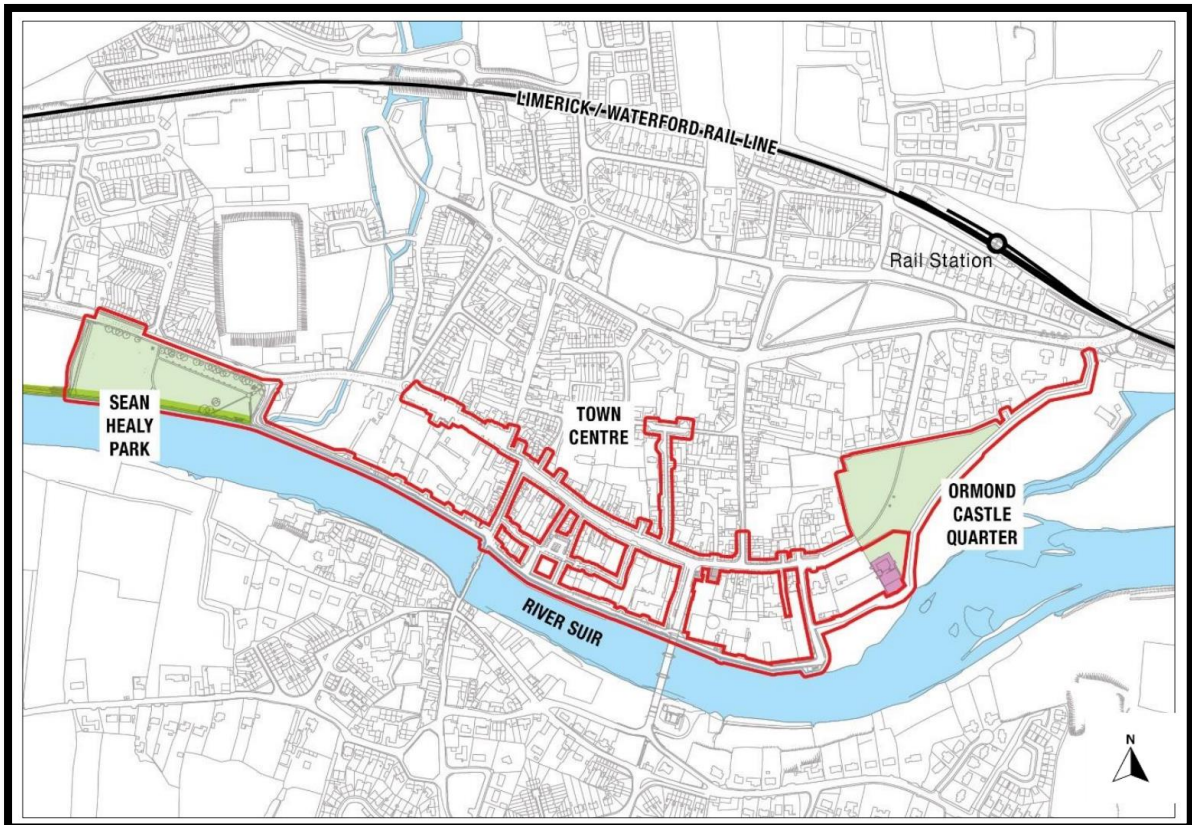 LIMERICK / WATERFORD RAIL LINE
Rail Station
SEAN
HEALY
PARK
TOWN
CENTRE
ORMOND
CASTLE
QUARTER
RIVER SUIR
N